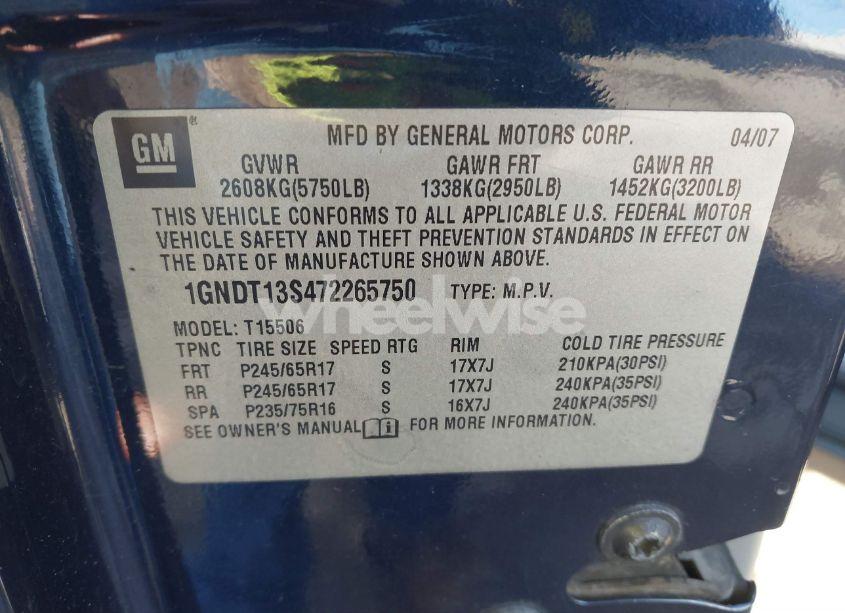 GM
MFD BY GENERAL MOTORS CORP. 04/07
GVWR GAWR FRT GAWR RR
2608KG(5750LB) 1338KG(2950LB) 1452KG(3200LB)
THIS VEHICLE CONFORMS TO ALL APPLICABLE U.S. FEDERAL MOTOR
VEHICLE SAFETY AND THEFT PREVENTION STANDARDS IN EFFECT ON
THE DATE OF MANUFACTURE SHOWN ABOVE.
1GNDT13S472265750 TYPE: M.P.V.
wheelwise
MODEL: T15506
TPNC TIRE SIZE SPEED RTG RIM COLD TIRE PRESSURE
FRT P245/65R17 S 17X7J 210KPA(30PSI)
RR P245/65R17 S 17X7J 240KPA(35PSI)
SPA P235/75R16 S 16X7J 240KPA(35PSI)
SEE OWNER'S MANUAL i FOR MORE INFORMATION.